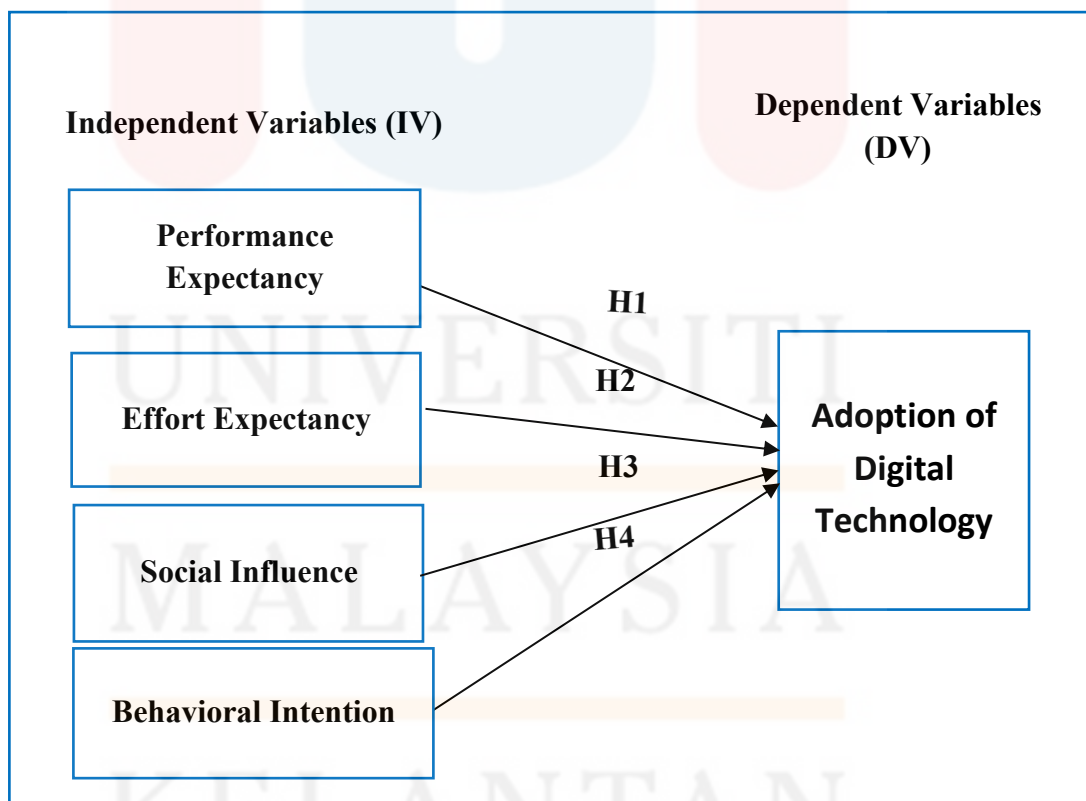 Independent Variables (IV)
Dependent Variables
(DV)
Performance
Expectancy
H1
H2
Effort Expectancy
Adoption of
Digital
Technology
H3
H4
Social Influence
Behavioral Intention
UNIVERSITI
MALAYSIA
KELANTAN